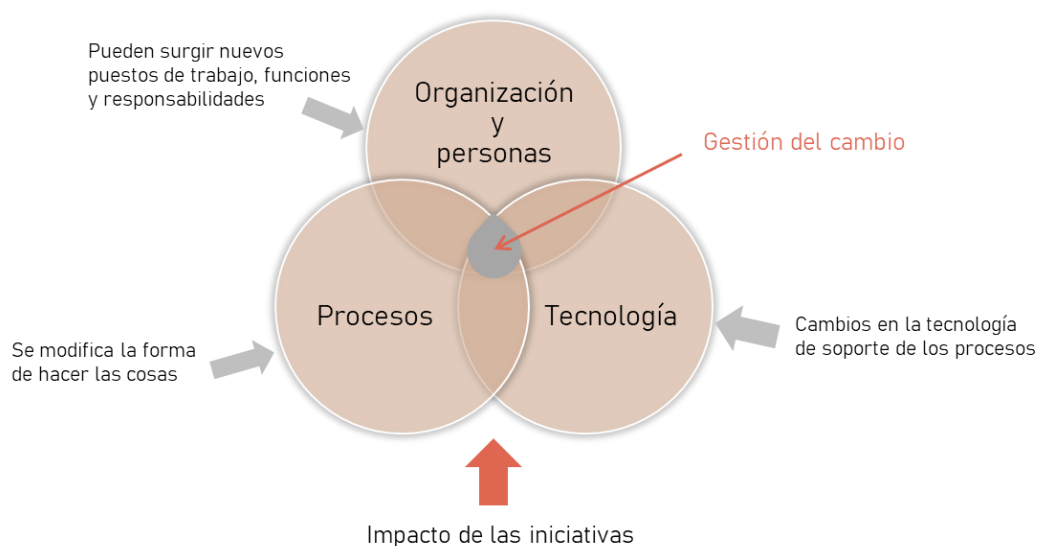 Pueden surgir nuevos
puestos de trabajo, funciones
y responsabilidades
Organización
y
personas
Gestión del cambio
Procesos
Tecnología
Se modifica la forma
de hacer las cosas
Cambios en la tecnología
de soporte de los procesos
Impacto de las iniciativas